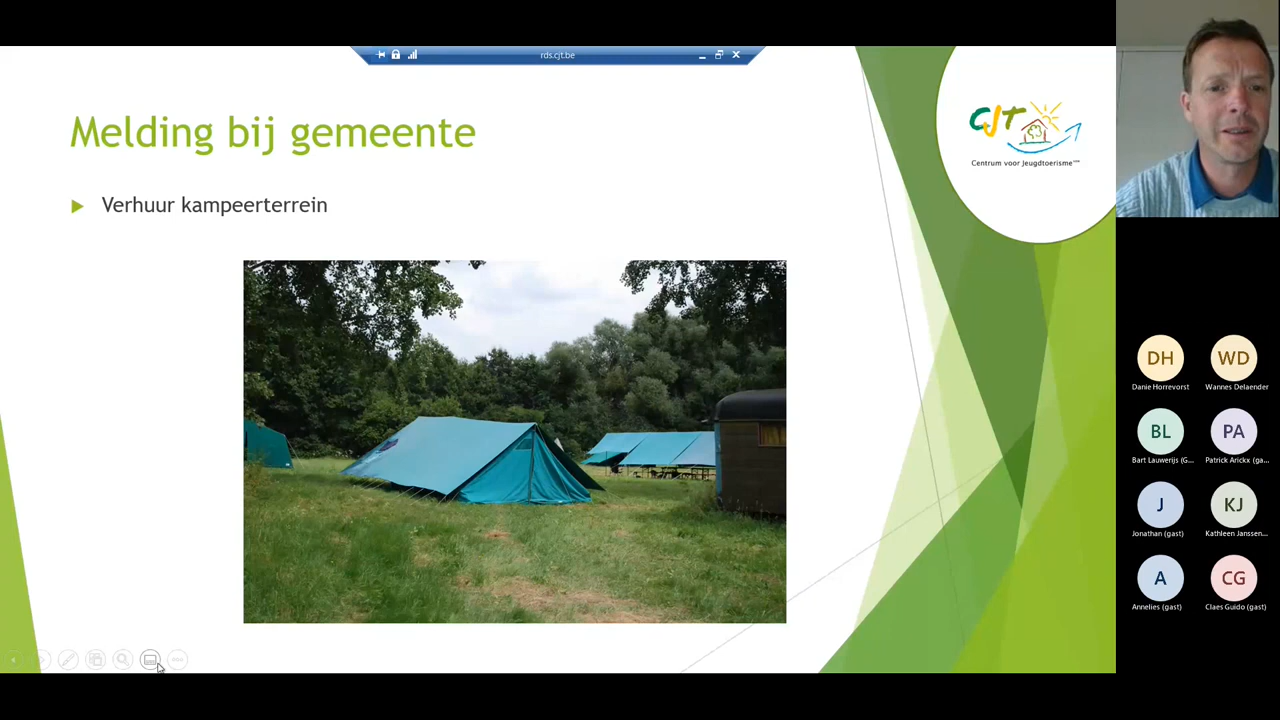 rds.cjt.be
Melding bij gemeente
Verhuur kampeerterrein
CJT
Centrum voor Jeugdtoerisme
DH
WD
Danie Horrevorst
Wannes Delaender
BL
PA
Bart Lauwerijs (G...
Patrick Arickx (ga...
J
KJ
Jonathan (gast)
Kathleen Janssen...
A
CG
Annelies (gast)
Claes Guido (gast)